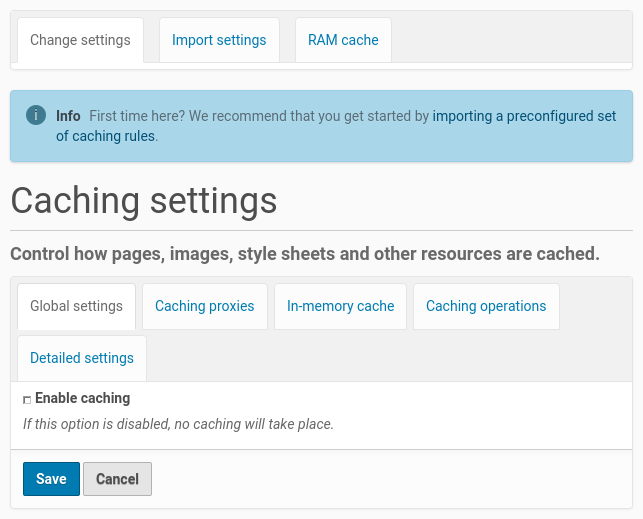 Change settings Import settings RAM cache
Info First time here? We recommend that you get started by importing a preconfigured set
of caching rules.
Caching settings
Control how pages, images, style sheets and other resources are cached.
Global settings Caching proxies In-memory cache Caching operations
Detailed settings
Enable caching
If this option is disabled, no caching will take place.
Save Cancel